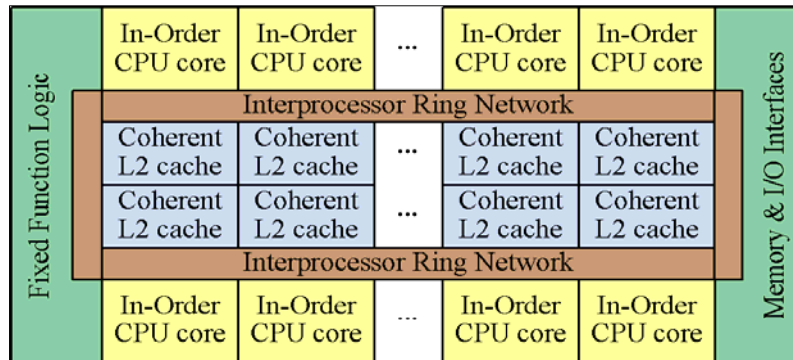 Fixed Function Logic
In-Order In-Order ... In-Order In-Order
CPU core CPU core CPU core CPU core
Interprocessor Ring Network
Coherent Coherent ... Coherent Coherent
L2 cache L2 cache L2 cache L2 cache
Coherent Coherent ... Coherent Coherent
L2 cache L2 cache L2 cache L2 cache
Interprocessor Ring Network
In-Order In-Order ... In-Order In-Order
CPU core CPU core CPU core CPU core
Memory & I/O Interfaces